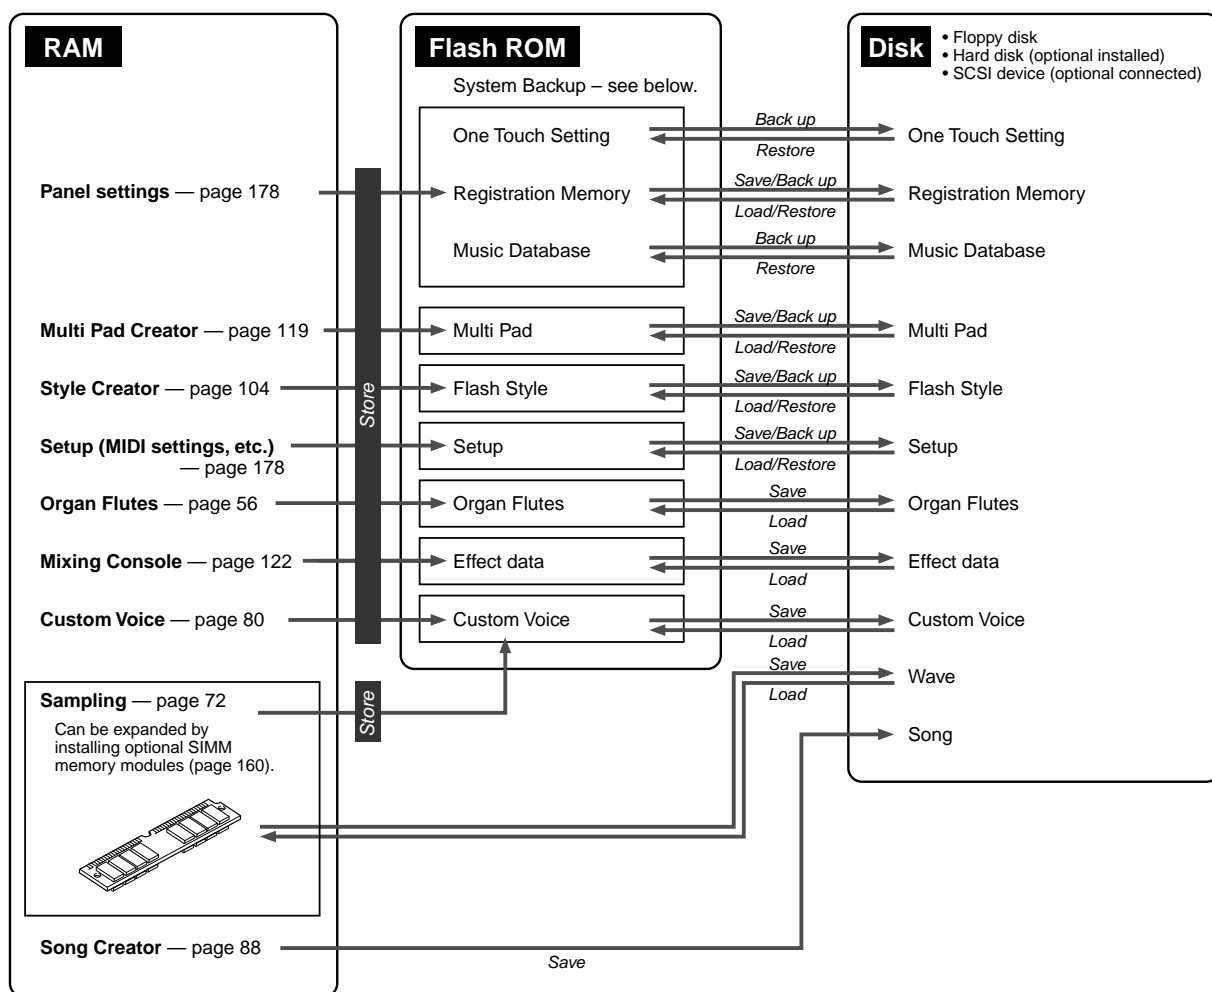 RAM
Flash ROM
Disk
• Floppy disk
• Hard disk (optional installed)
• SCSI device (optional connected)
System Backup – see below.
One Touch Setting
Back up
Restore
One Touch Setting
Panel settings — page 178
Registration Memory
Save/Back up
Load/Restore
Registration Memory
Music Database
Back up
Restore
Music Database
Multi Pad Creator — page 119
Multi Pad
Save/Back up
Load/Restore
Multi Pad
Style Creator — page 104
Store
Flash Style
Save/Back up
Load/Restore
Flash Style
Setup (MIDI settings, etc.)
— page 178
Setup
Save/Back up
Load/Restore
Setup
Organ Flutes — page 56
Organ Flutes
Save
Load
Organ Flutes
Mixing Console — page 122
Effect data
Save
Load
Effect data
Custom Voice — page 80
Custom Voice
Save
Load
Custom Voice
Sampling — page 72
Can be expanded by
installing optional SIMM
memory modules (page 160).
Store
Save
Load
Wave
Song
Song Creator — page 88
Save